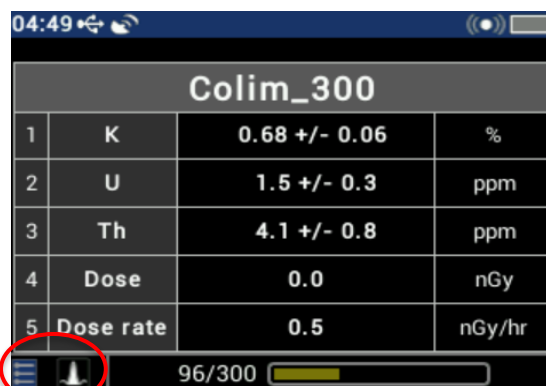 04:49
Colim_300
1 K 0.68 +/- 0.06 %
2 U 1.5 +/- 0.3 ppm
3 Th 4.1 +/- 0.8 ppm
4 Dose 0.0 nGy
5 Dose rate 0.5 nGy/hr
96/300